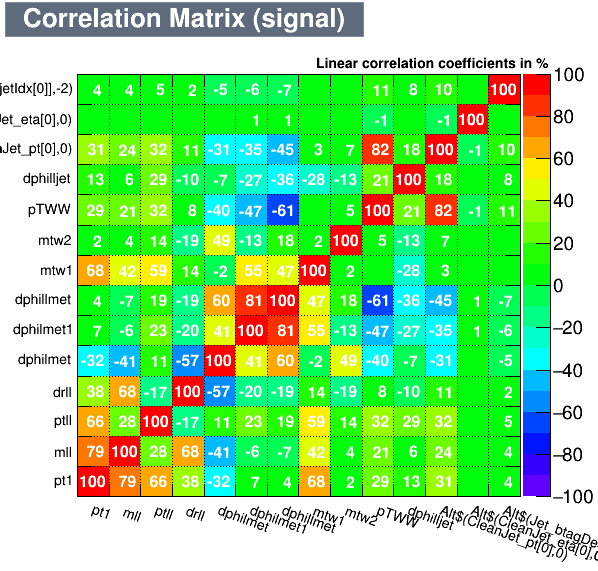 Correlation Matrix (signal)
Linear correlation coefficients in %
jetIdx[0]],-2) 4 4 5 2 -5 -6 -7 11 8 10 100
Jet_eta[0],0) 1 1 -1 -1 100
Jet_pt[0],0) 31 24 32 11 -31 -35 -45 3 7 82 18 100 -1 10
dphilljet 13 6 29 -10 -7 -27 -36 -28 -13 21 100 18 8
pTWW 29 21 32 8 -40 -47 -61 5 100 21 82 -1 11
mtw2 2 4 14 -19 49 -13 18 2 100 5 -13 7
mtw1 68 42 59 14 -2 55 47 100 2 -28 3
dphillmet 4 -7 19 -19 60 81 100 47 18 -61 -36 -45 1 -7
dphilmet1 7 -6 23 -20 41 100 81 55 -13 -47 -27 -35 1 -6
dphilmet -32 -41 11 -57 100 41 60 -2 49 -40 -7 -31 -5
drll 38 68 -17 100 -57 -20 -19 14 -19 8 -10 11 2
ptll 66 28 100 -17 11 23 19 59 14 32 29 32 5
mll 79 100 28 68 -41 -6 -7 42 4 21 6 24 4
pt1 100 79 66 38 -32 7 4 68 2 29 13 31 4
pt1 mll ptll drll dphilmet dphilmet1 dphillmet mtw1 mtw2 pTWW dphilljet Alt$(CleanJet_pt[0],0) Alt$(CleanJet_eta[0],0 Alt$(Jet_btagDe
100
80
60
40
20
0
−20
−40
−60
−80
−100